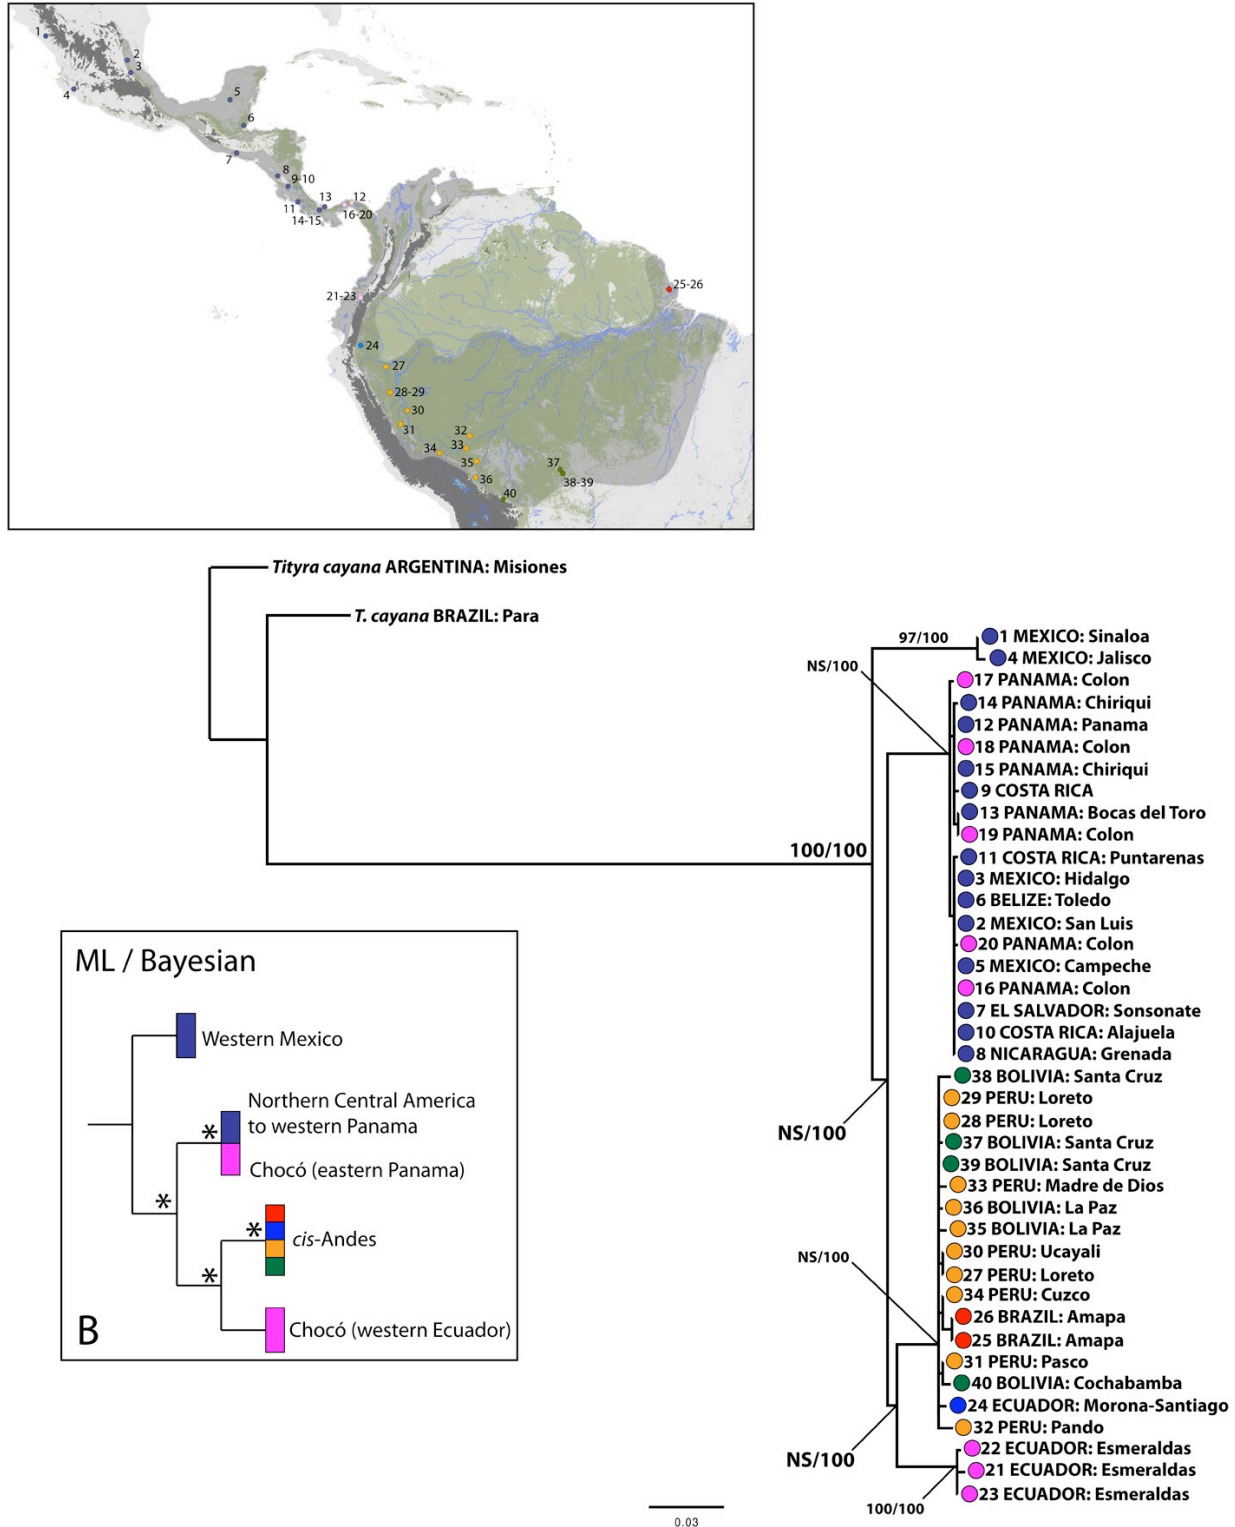 1
2
3
4
5
6
7
8
9-10
11
13
12
14-15
16-20
21-23
25-26
24
27
28-29
30
31
32
33
34
35
36
37
38-39
40
Tityra cayana ARGENTINA: Misiones
T. cayana BRAZIL: Para
97/100
NS/100
100/100
1 MEXICO: Sinaloa
4 MEXICO: Jalisco
17 PANAMA: Colon
14 PANAMA: Chiriqui
12 PANAMA: Panama
18 PANAMA: Colon
15 PANAMA: Chiriqui
9 COSTA RICA
13 PANAMA: Bocas del Toro
19 PANAMA: Colon
11 COSTA RICA: Puntarenas
3 MEXICO: Hidalgo
6 BELIZE: Toledo
2 MEXICO: San Luis
20 PANAMA: Colon
5 MEXICO: Campeche
16 PANAMA: Colon
7 EL SALVADOR: Sonsonate
10 COSTA RICA: Alajuela
8 NICARAGUA: Grenada
38 BOLIVIA: Santa Cruz
29 PERU: Loreto
28 PERU: Loreto
37 BOLIVIA: Santa Cruz
39 BOLIVIA: Santa Cruz
33 PERU: Madre de Dios
36 BOLIVIA: La Paz
35 BOLIVIA: La Paz
30 PERU: Ucayali
27 PERU: Loreto
34 PERU: Cuzco
26 BRAZIL: Amapa
25 BRAZIL: Amapa
31 PERU: Pasco
40 BOLIVIA: Cochabamba
24 ECUADOR: Morona-Santiago
32 PERU: Pando
22 ECUADOR: Esmeraldas
21 ECUADOR: Esmeraldas
23 ECUADOR: Esmeraldas
NS/100
NS/100
NS/100
100/100
0.03
ML / Bayesian
Western Mexico
Northern Central America
to western Panama
*
Chocó (eastern Panama)
*
*
cis-Andes
*
Chocó (western Ecuador)
B